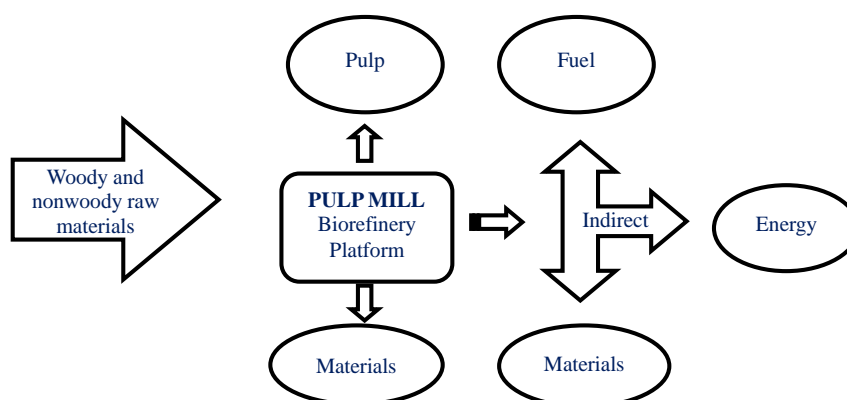 Pulp
Fuel
Woody and
nonwoody raw
materials
PULP MILL
Biorefinery
Platform
Indirect
Energy
Materials
Materials